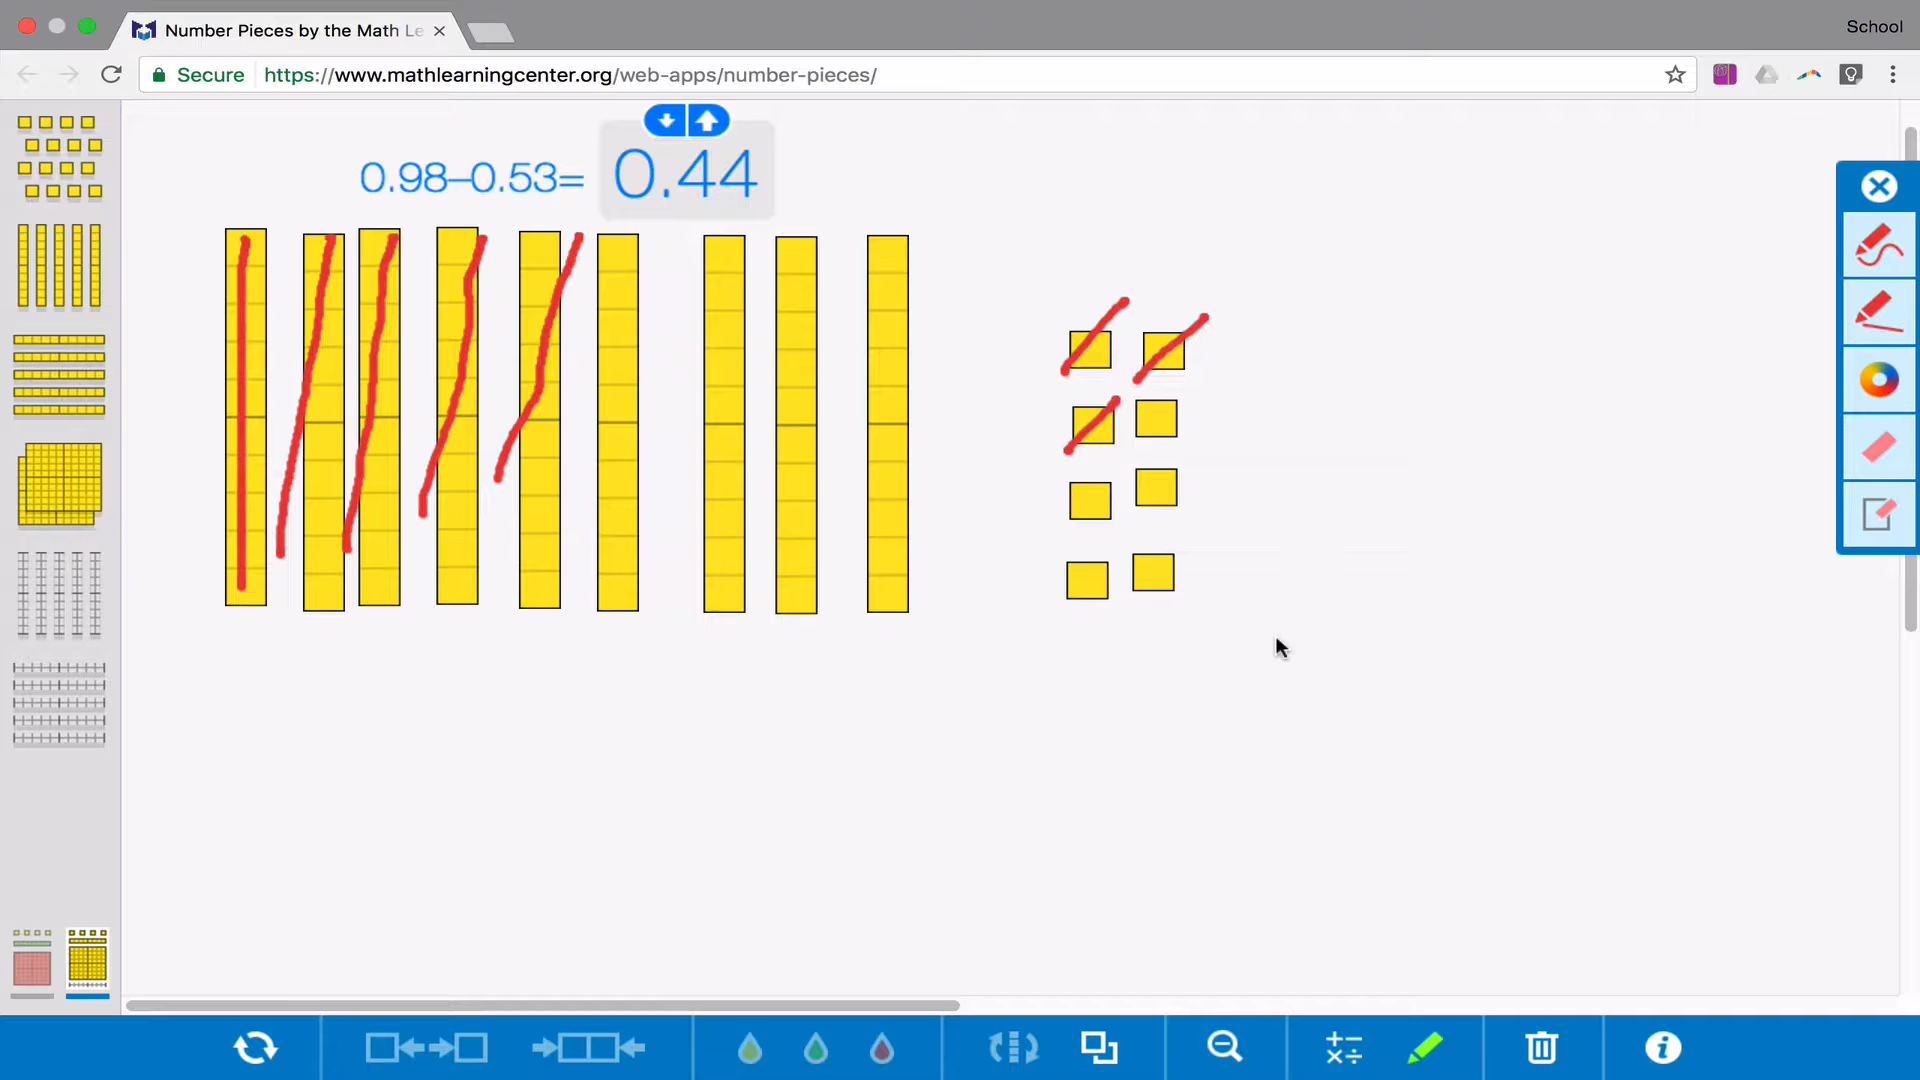 School
Number Pieces by the Math Le
Secure https://www.mathlearningcenter.org/web-apps/number-pieces/
0.98–0.53= 0.44